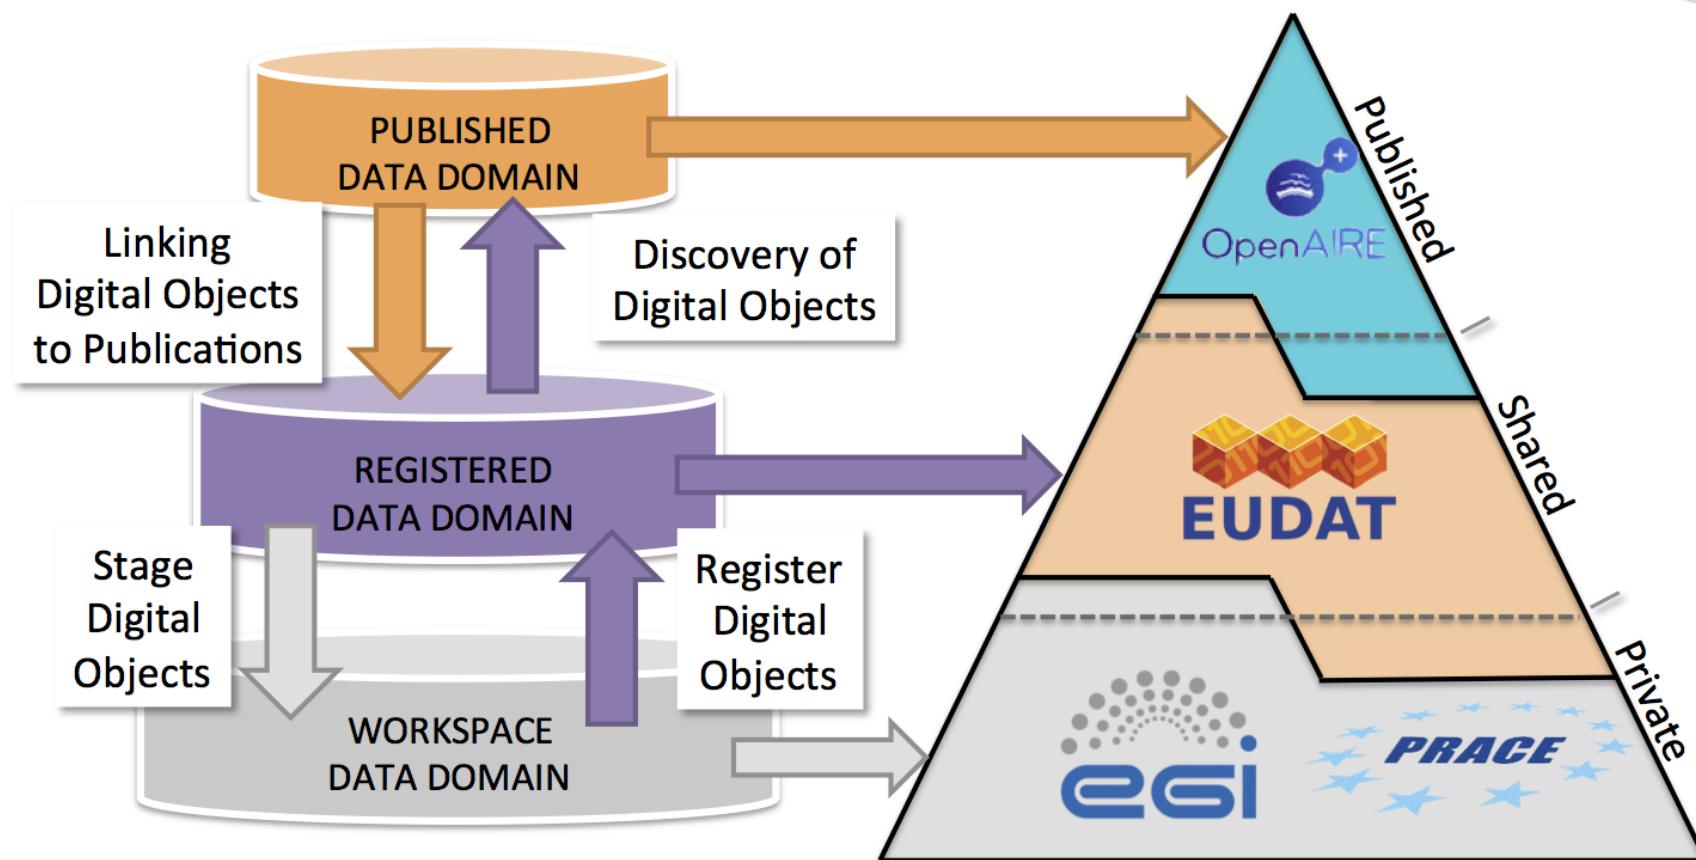 PUBLISHED
DATA DOMAIN
Linking
Digital Objects
to Publications
Discovery of
Digital Objects
REGISTERED
DATA DOMAIN
Stage
Digital
Objects
Register
Digital
Objects
WORKSPACE
DATA DOMAIN
Published
OpenAIRE
Shared
EUDAT
Private
eGi
PRACE